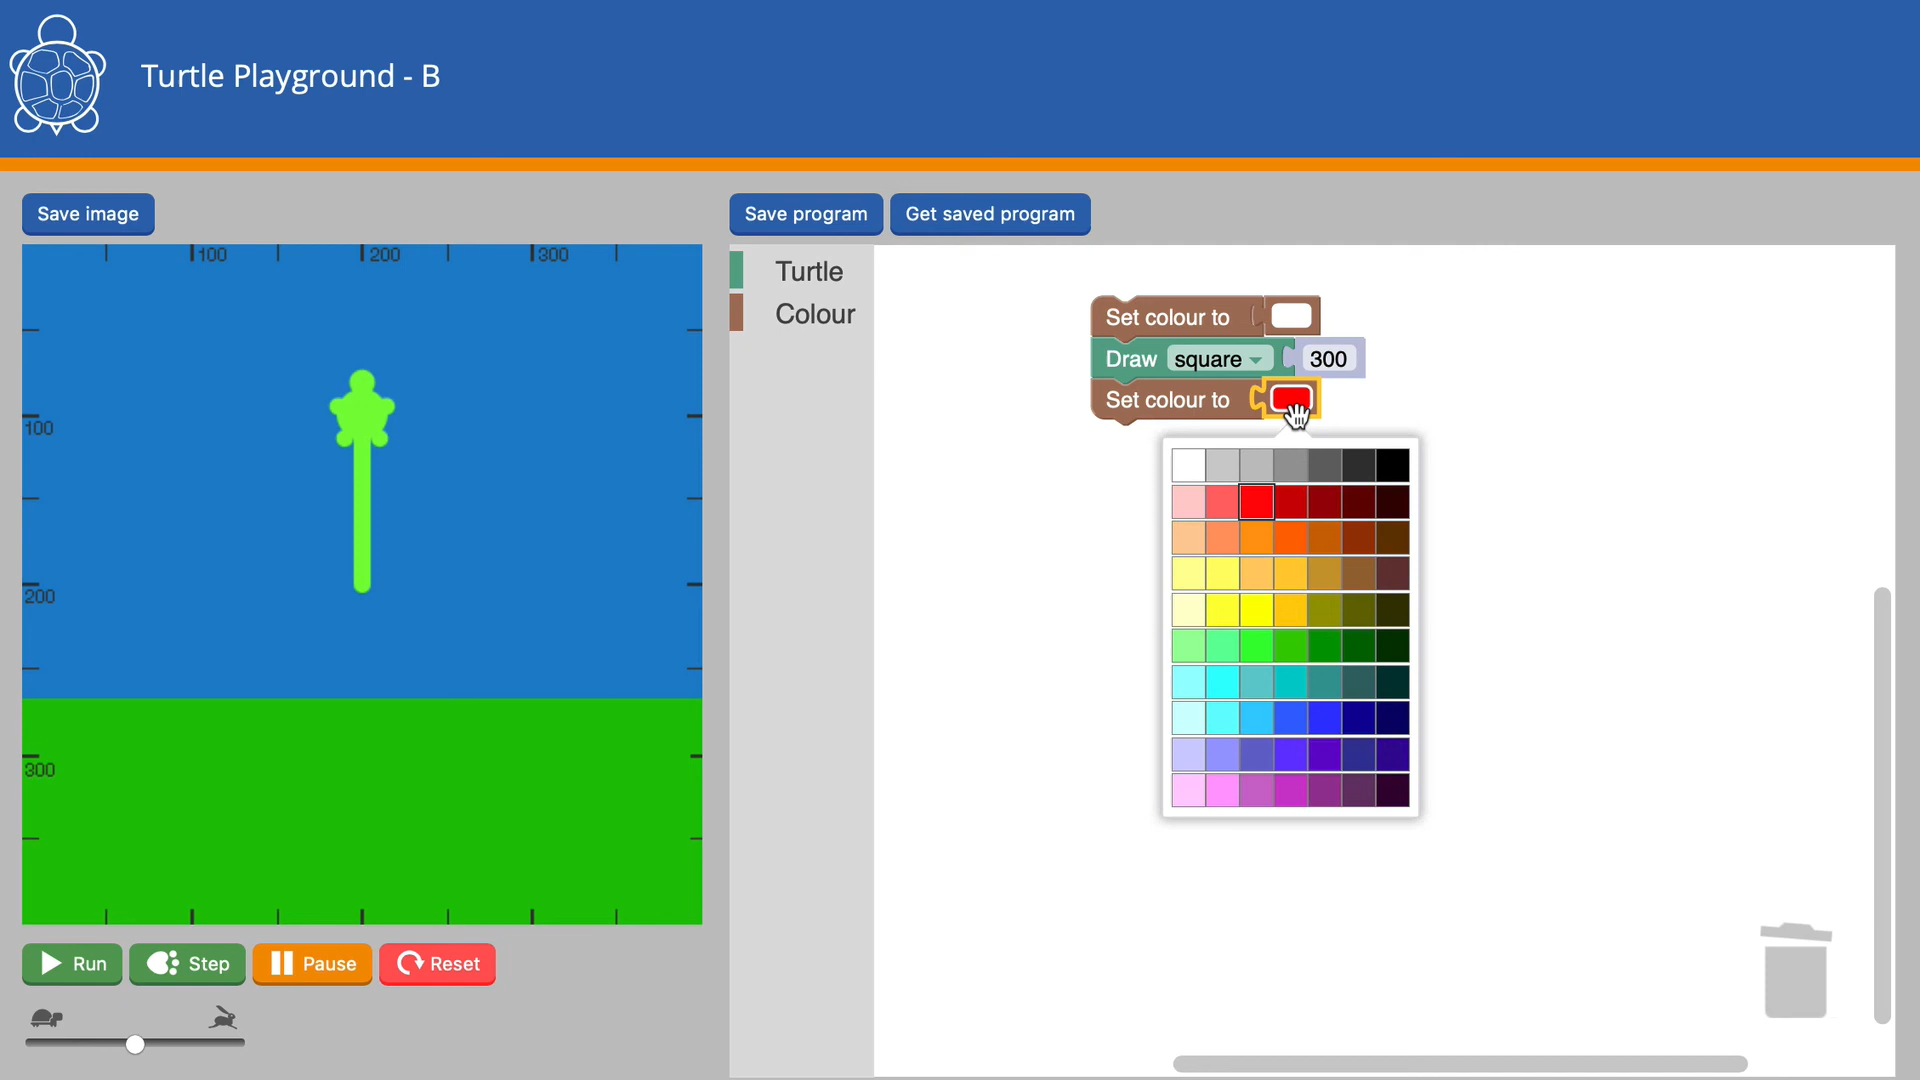 Turtle Playground - B
Save image
Save program
Get saved program
100
200
300
100
200
300
Turtle
Colour
Set colour to
Draw square 300
Set colour to
Run
Step
Pause
Reset